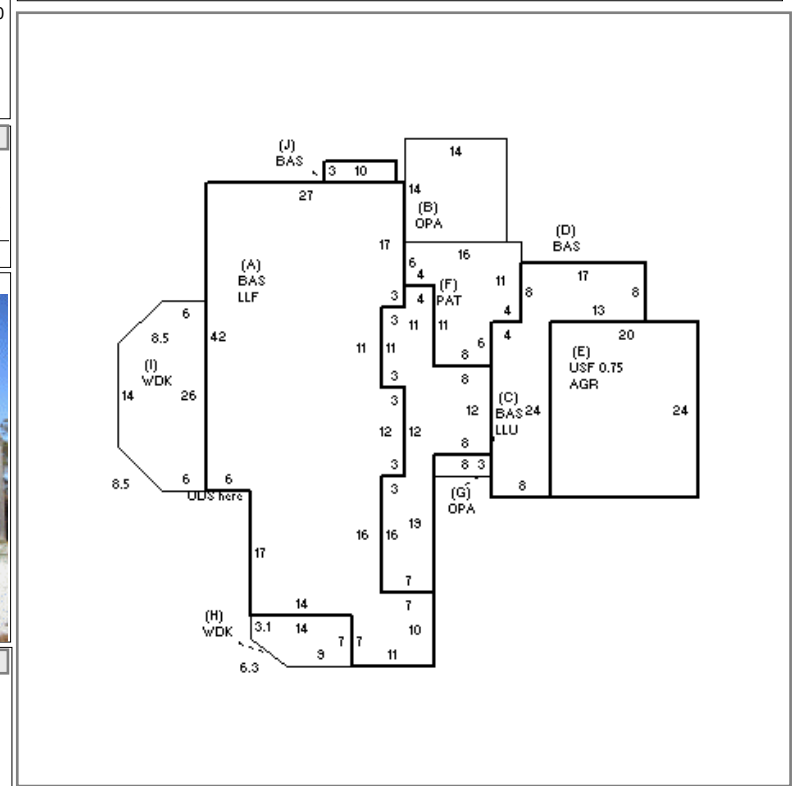 0
(J)
BAS
3 10
14
27
14
(B)
OPA
(D)
BAS
17
16
6
4
(A)
BAS
LLF
(F)
PAT
11
17
8
8
3
4
4
13
6
3
11
11
4
20
8.5
42
11
11
6
(E)
USF 0.75
AGR
(I)
WDK
3
8
8
14
26
3
(C)
BAS
LLU
12
24
24
12
12
8
3
8 3
8.5
6
6
3
8
UDS here
(G)
OPA
19
16
16
17
7
14
7
(H)
WDK
3.1
14
7
7
10
9
11
6.3